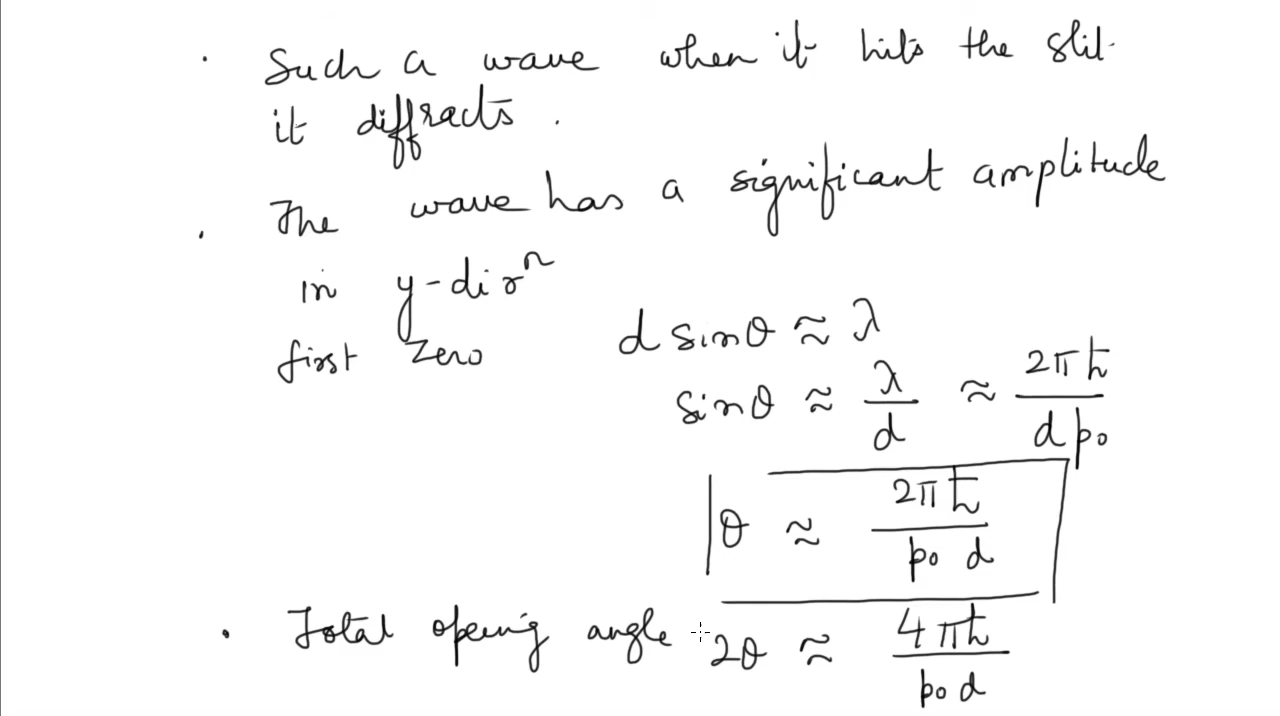 · Such a wave when it hits the slit
it diffracts.
· The wave has a significant amplitude
in y-dirⁿ
first zero d sinθ ≈ λ
sinθ ≈ λ/d ≈ 2πħ/d p₀
θ ≈ 2πħ/p₀ d
· Total opening angle 2θ ≈ 4πħ/p₀ d